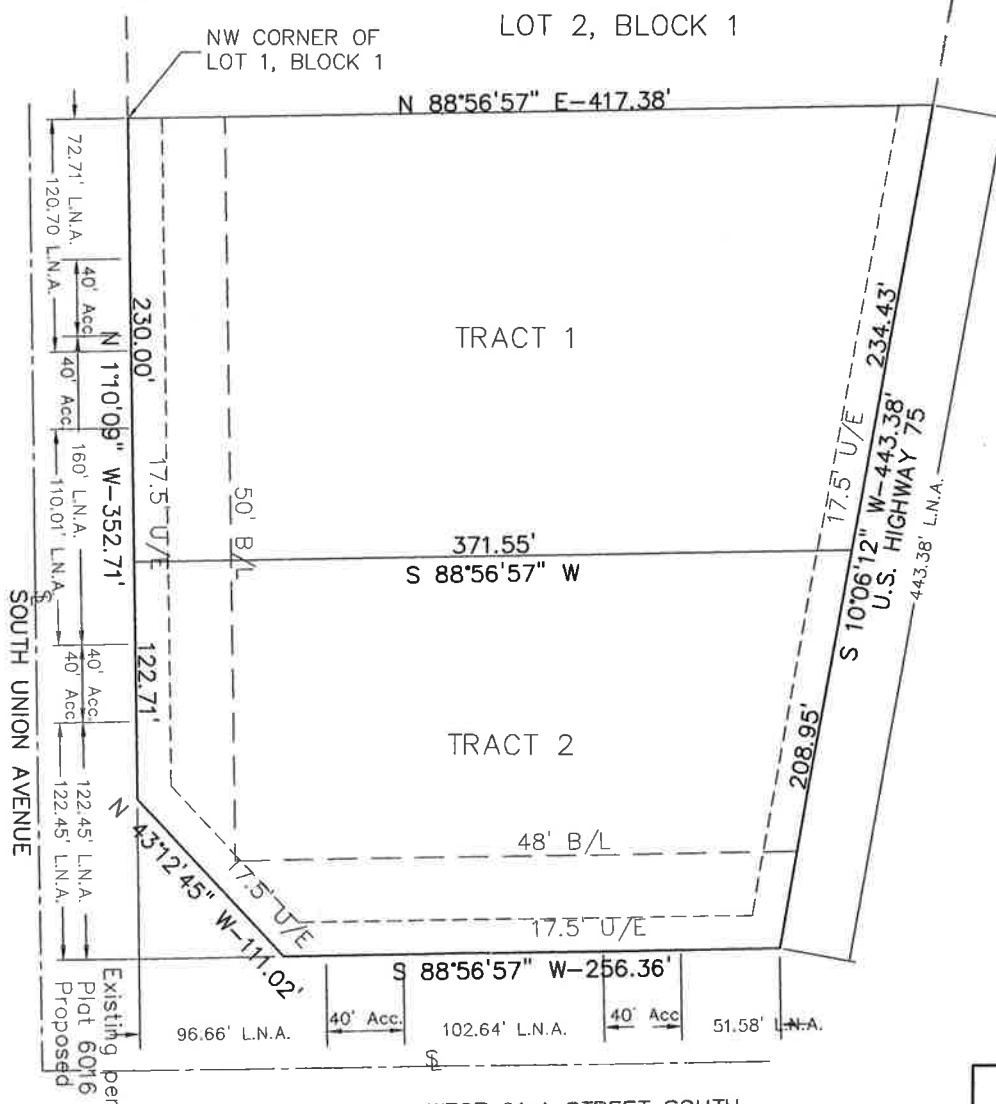 LOT 2, BLOCK 1
NW CORNER OF
LOT 1, BLOCK 1
N 88°56'57" E-417.38'
72.71' L.N.A.
120.70 L.N.A.
40' Acc
40' Acc
160' L.N.A.
110.01' L.N.A
40' Acc.
40' Acc
122.45' L.N.A.
122.45' L.N.A.
Existing per
Plat 6016
Proposed
SOUTH UNION AVENUE
N 1°10'09" W-352.71'
230.00'
122.71'
17.5' U/E
50' B/L
TRACT 1
371.55'
S 88°56'57" W
TRACT 2
234.43'
17.5' U/E
S 10°06'12" W-443.38'
U.S. HIGHWAY 75
443.38' L.N.A.
208.95'
48' B/L
N 43°12'45" W-111.02'
17.5' U/E
17.5' U/E
S 88°56'57" W-256.36'
96.66' L.N.A.
40' Acc.
102.64' L.N.A.
40' Acc
51.58' L.N.A.
STREET SOUTH